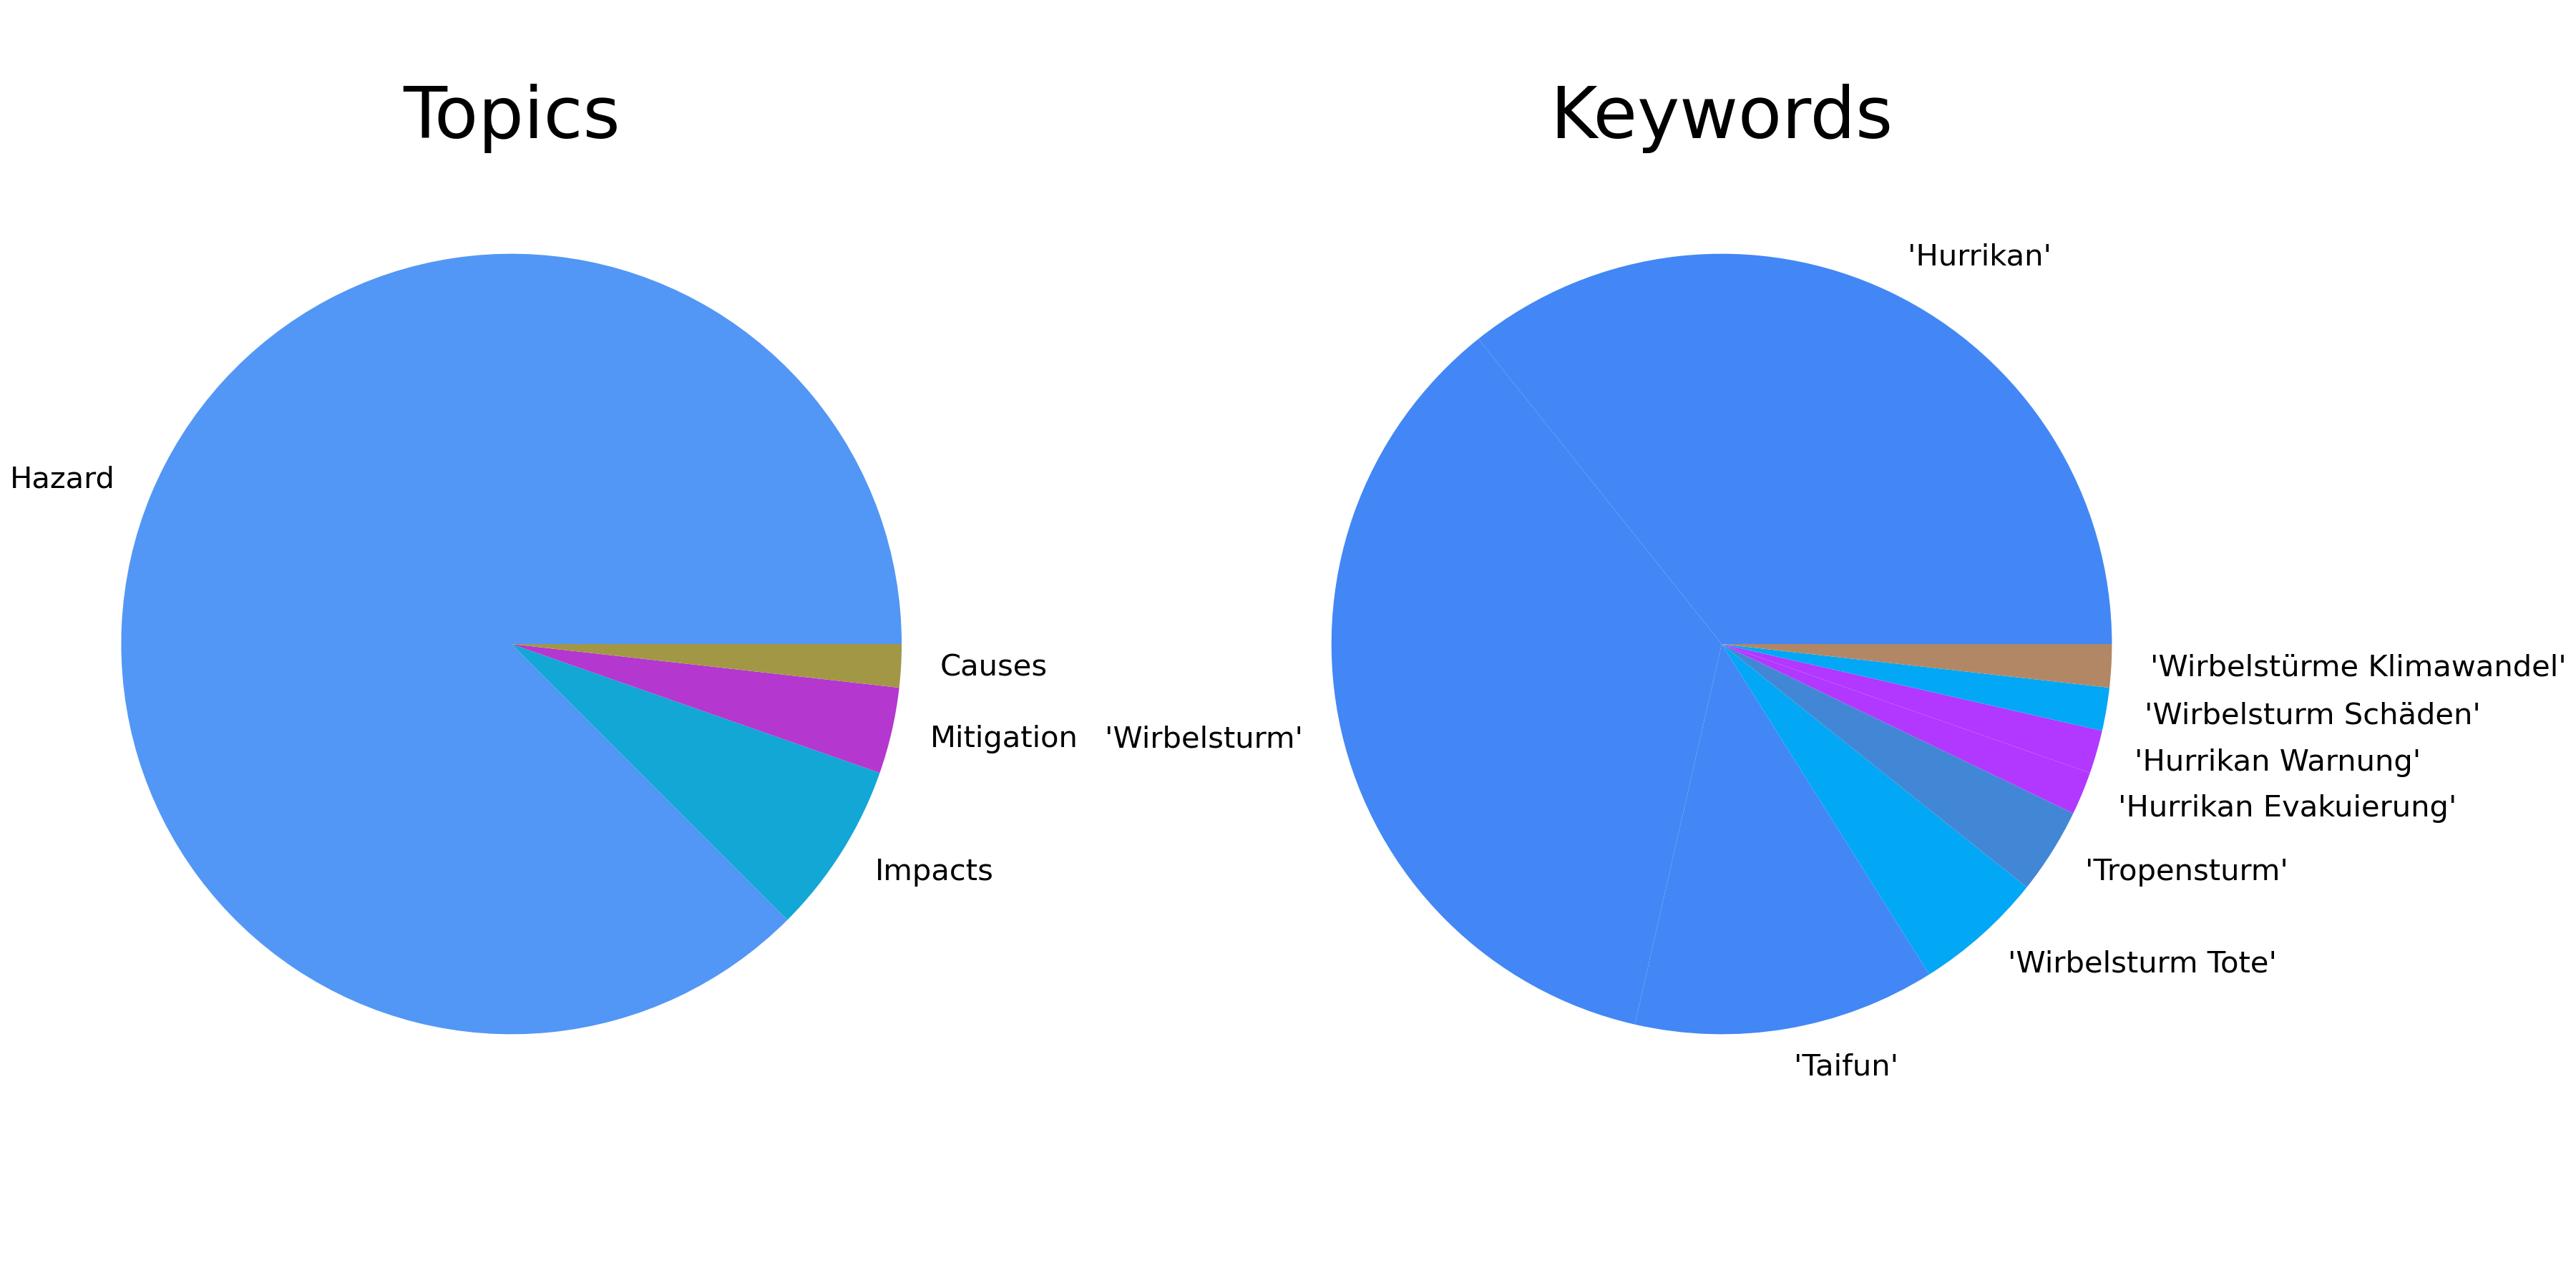 Topics
Hazard
Causes
Mitigation
Impacts
Keywords
'Hurrikan'
'Wirbelsturm'
'Taifun'
'Wirbelsturm Tote'
'Tropensturm'
'Hurrikan Evakuierung'
'Hurrikan Warnung'
'Wirbelsturm Schäden'
'Wirbelstürme Klimawandel'